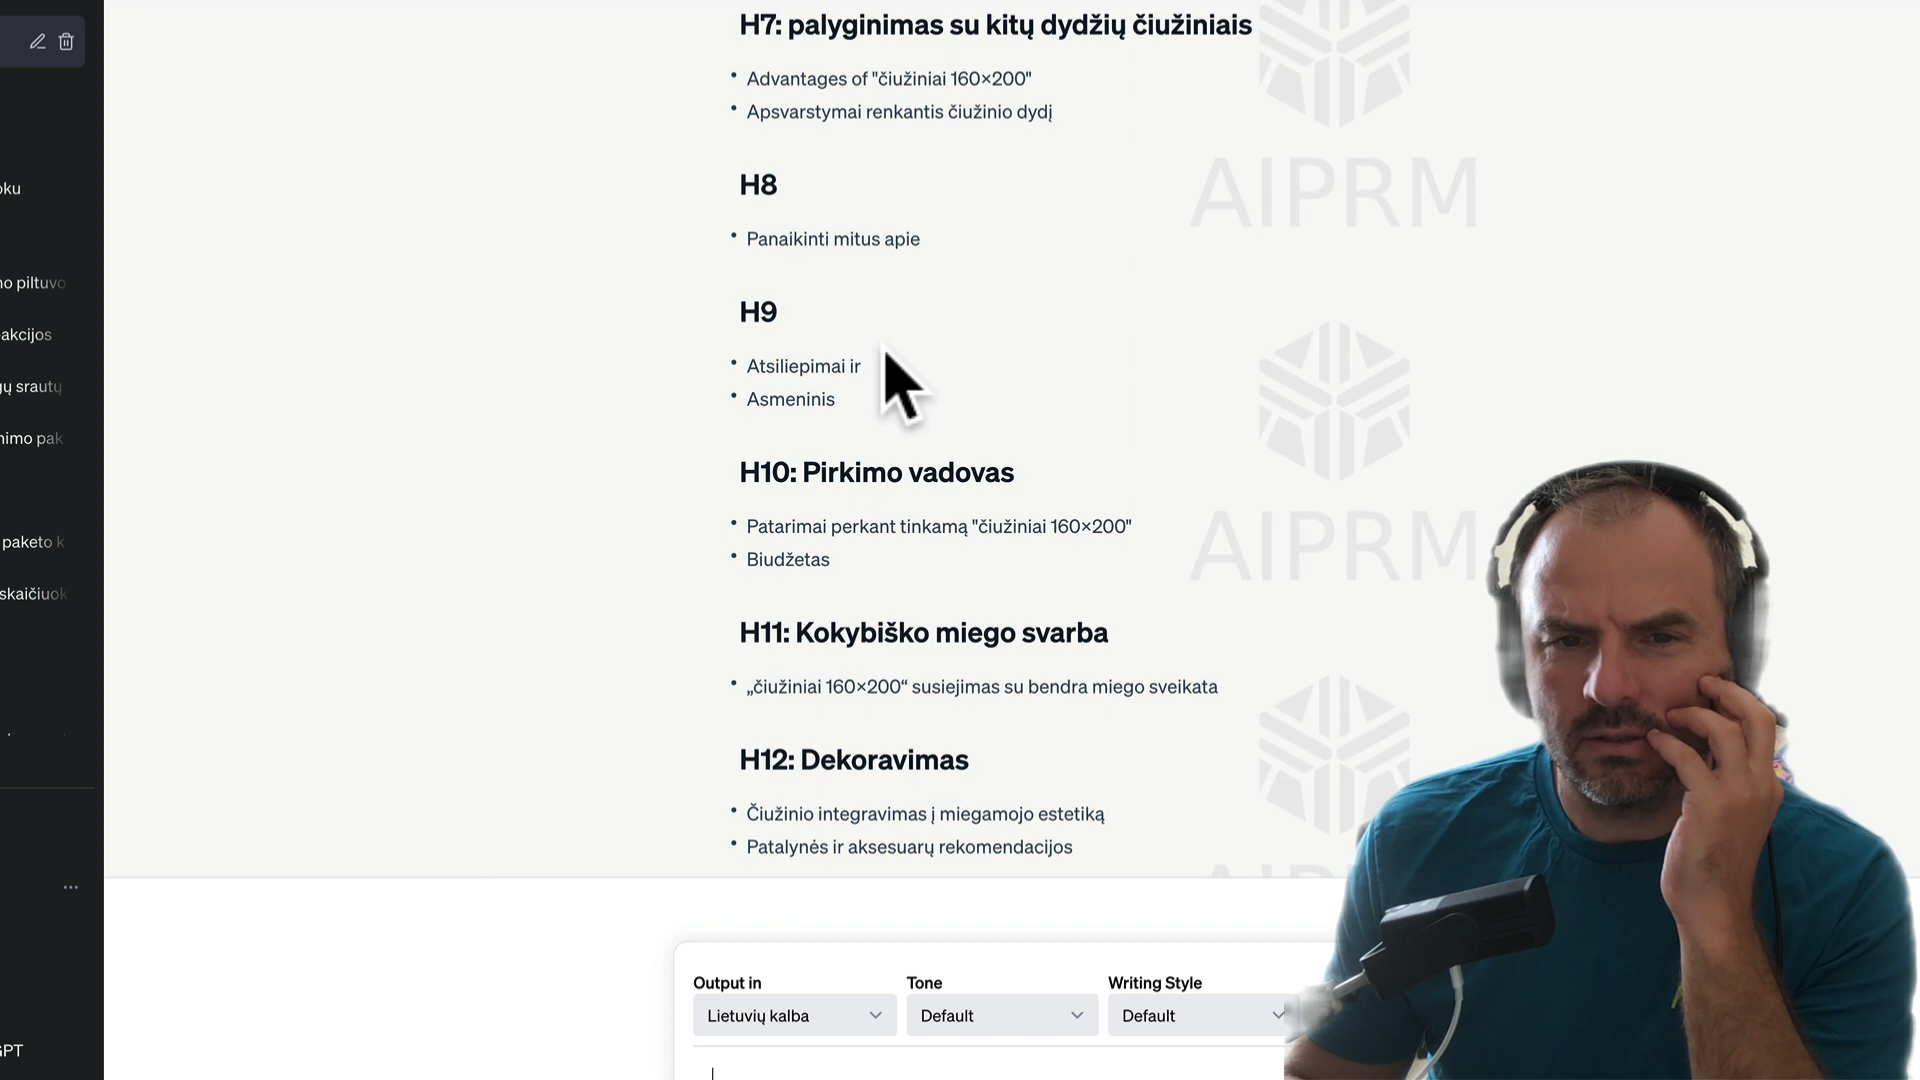 H7: palyginimas su kitų dydžių čiužiniais
Advantages of "čiužiniai 160×200"
Apsvarstymai renkantis čiužinio dydį
AIPRM
H8
oku
Panaikinti mitus apie
no piltuvo
H9
akcijos
Atsiliepimai ir
gų srautų
Asmeninis
nimo pak
H10: Pirkimo vadovas
Patarimai perkant tinkamą "čiužiniai 160×200"
AIPRM
paketo k
Biudžetas
skaičiuok
H11: Kokybiško miego svarba
„čiužiniai 160×200“ susiejimas su bendra miego sveikata
H12: Dekoravimas
Čiužinio integravimas į miegamojo estetiką
Patalynės ir aksesuarų rekomendacijos
Output in
Tone
Writing Style
Lietuvių kalba
Default
Default
GPT